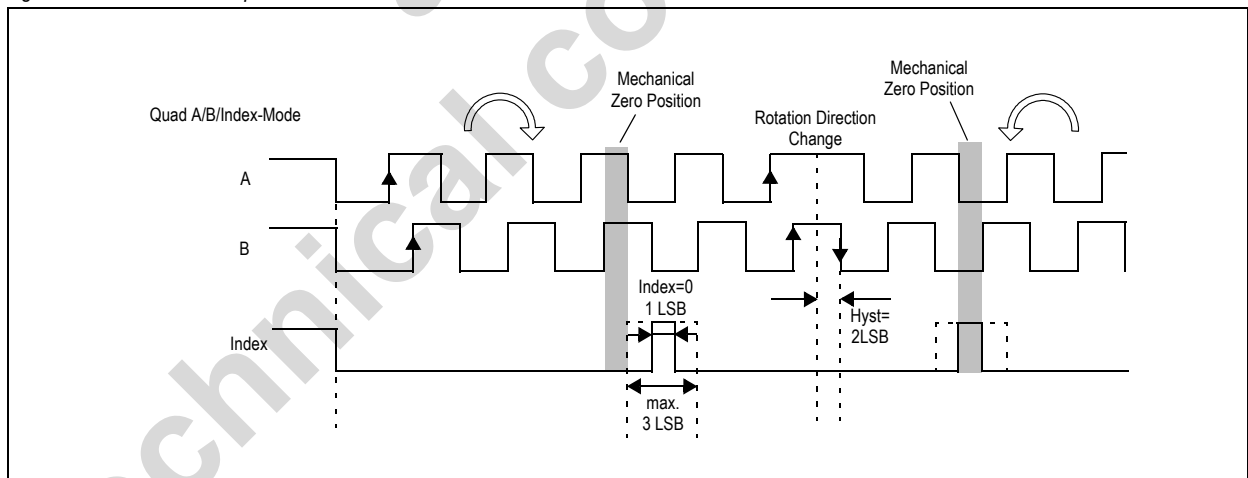 Mechanical
Zero Position
Mechanical
Zero Position
Quad A/B/Index-Mode
Rotation Direction
Change
A
B
Index=0
1 LSB
Hyst=
2LSB
Index
max.
3 LSB